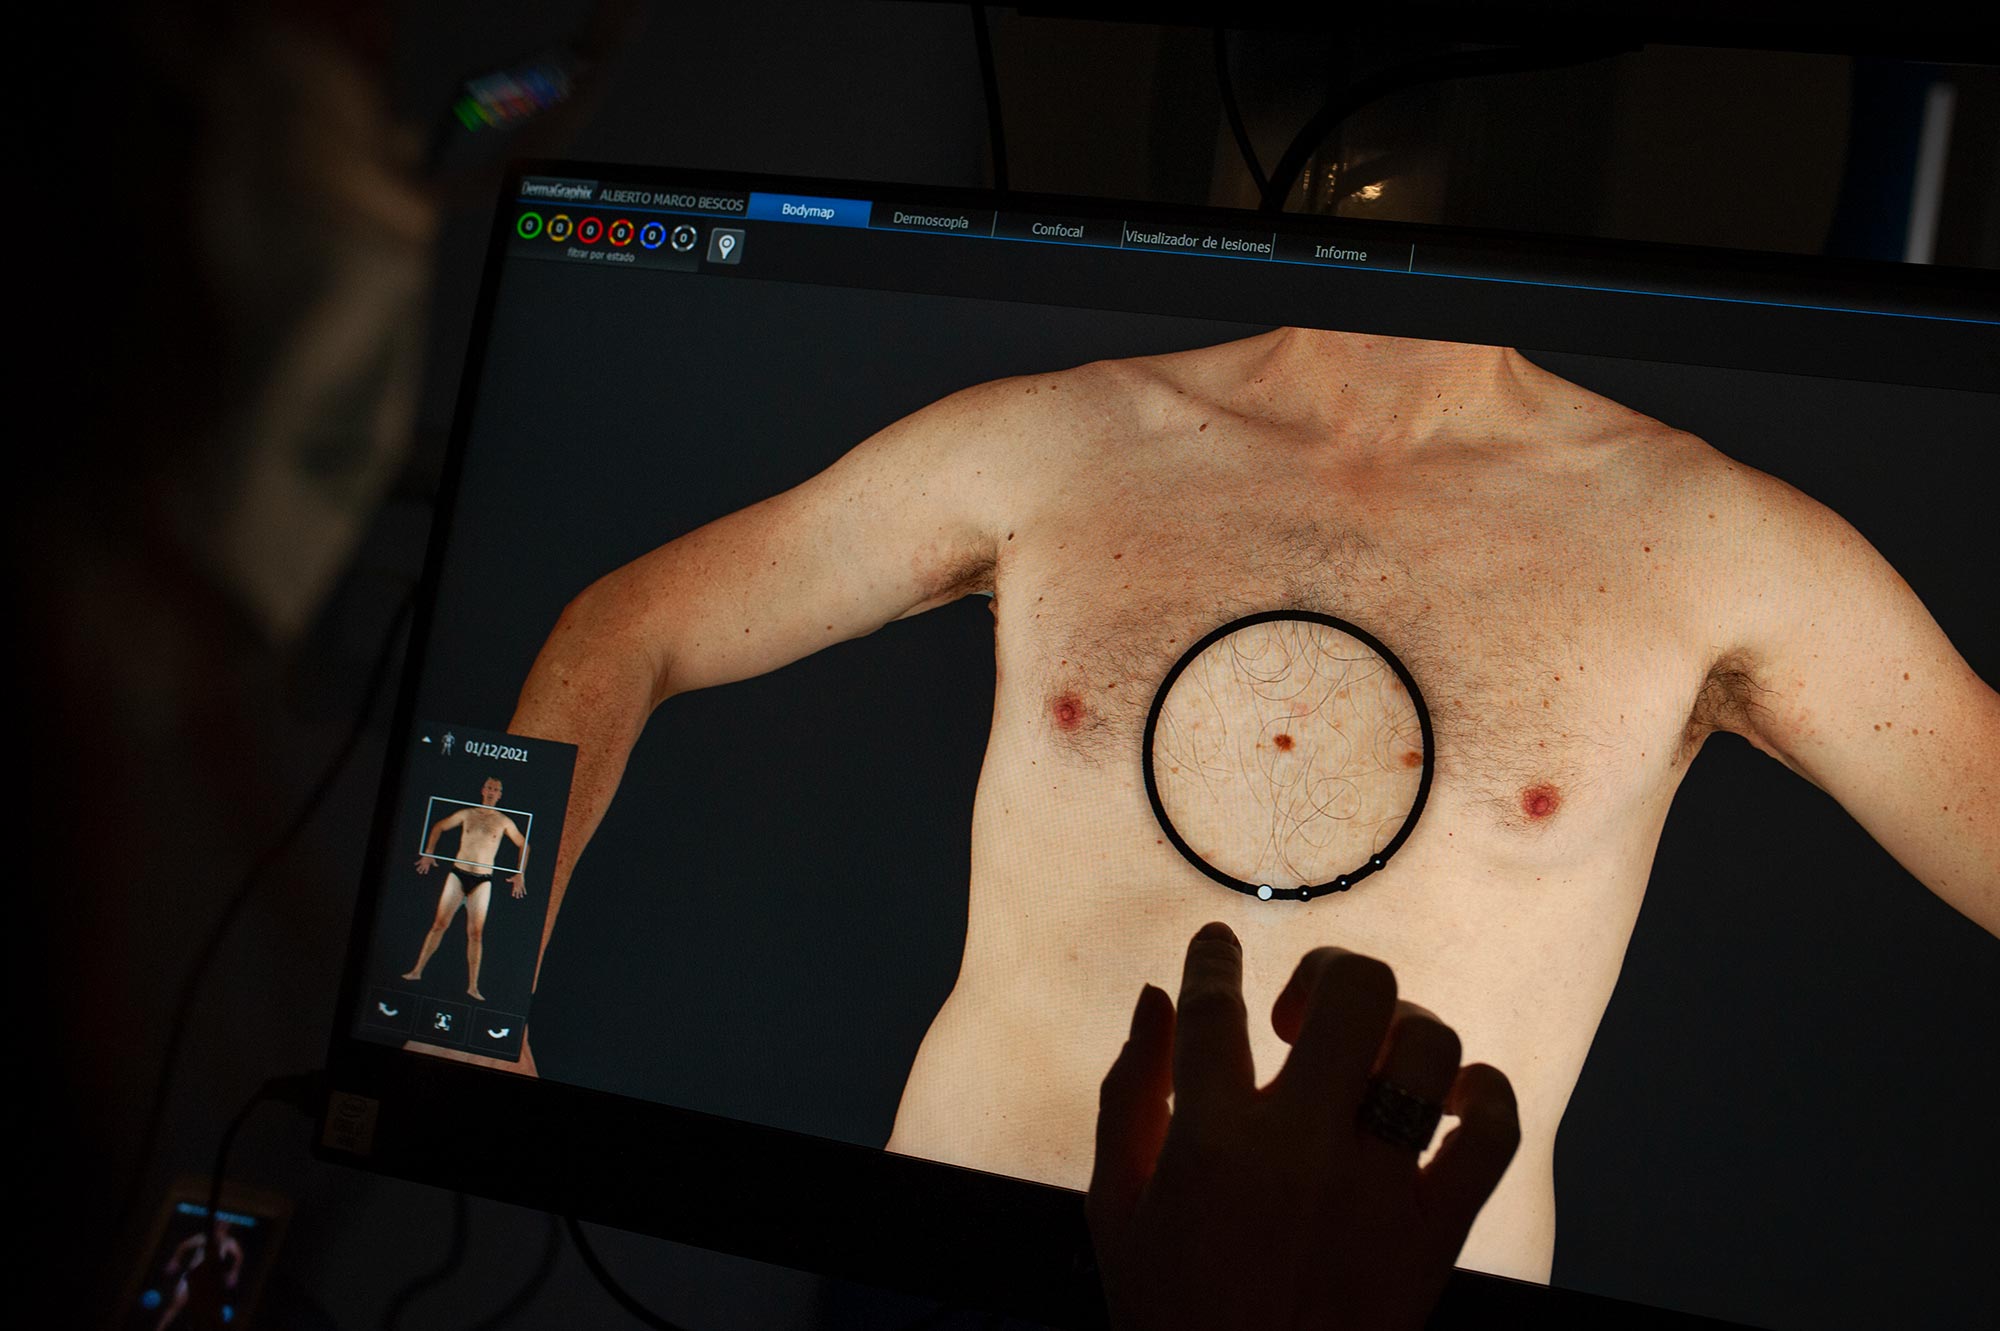 DermaGraphix ALBERTO MARCO BESCOS Bodymap Dermoscopía Confocal Visualizador de lesiones Informe
0 0 0 0 0 0
filtrar por estado
01/12/2021